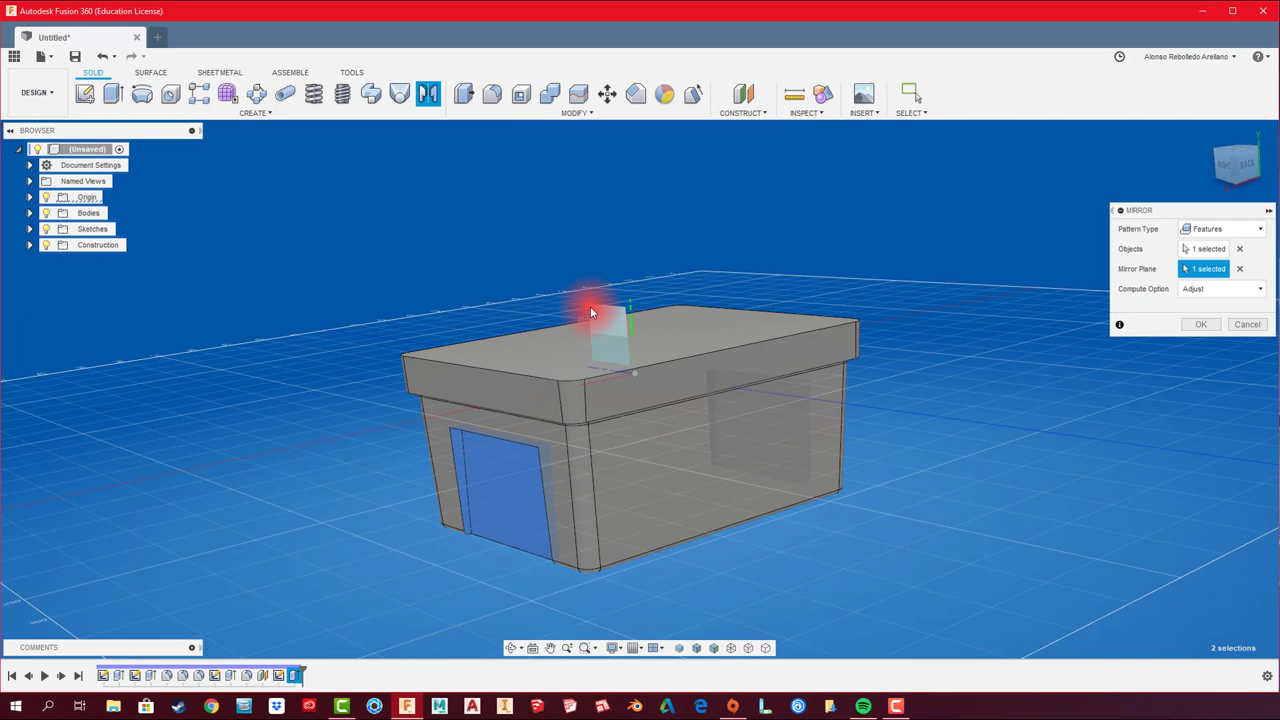 Autodesk Fusion 360 (Education License)
Untitled*
Alonso Rebolledo Arellano
SOLID SURFACE SHEET METAL ASSEMBLE TOOLS
DESIGN
CREATE MODIFY CONSTRUCT INSPECT INSERT SELECT
BROWSER
(Unsaved)
Document Settings
Named Views
Origin
Bodies
Sketches
Construction
RIGHT BACK
MIRROR
Pattern Type Features
Objects 1 selected
Mirror Plane 1 selected
Compute Option Adjust
OK Cancel
COMMENTS
2 selections